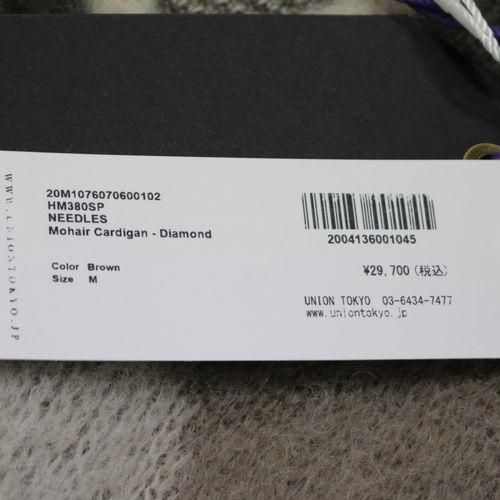 WWW.UNIONTOKYO.JP
20M1076070600102
HM380SP
NEEDLES
Mohair Cardigan - Diamond
Color Brown
Size M
2004136001045
¥29,700(税込)
UNION TOKYO 03-6434-7477
www.uniontokyo.jp